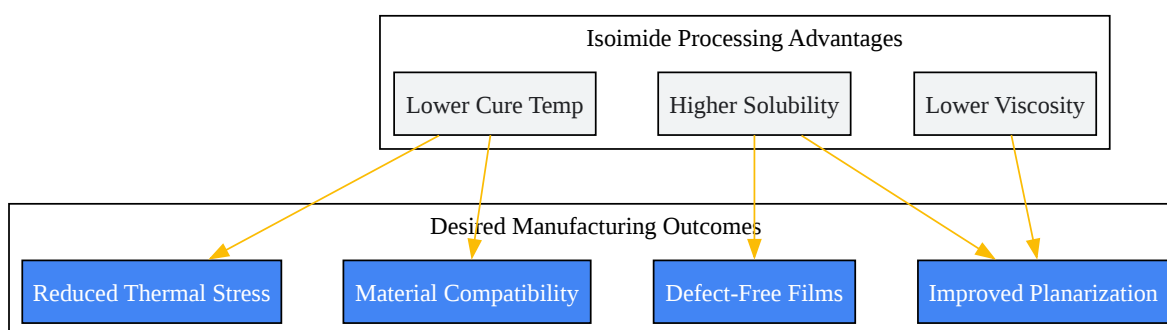 Isoimide Processing Advantages
Lower Cure Temp
Higher Solubility
Lower Viscosity
Desired Manufacturing Outcomes
Reduced Thermal Stress
Material Compatibility
Defect-Free Films
Improved Planarization